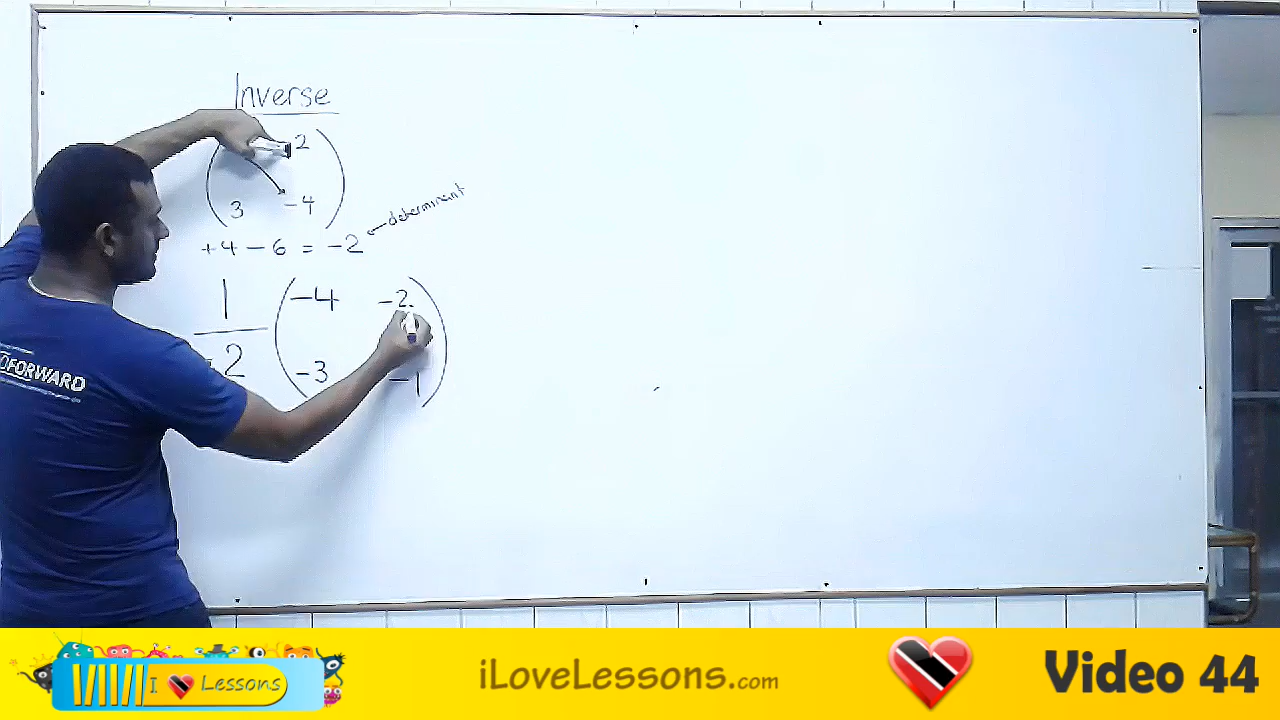 Inverse
2
3 -4
+4 - 6 = -2 ← determinant
1 -4 -2
-2 -3 -1
OFORWARD
I ❤ Lessons
iLoveLessons.com
Video 44